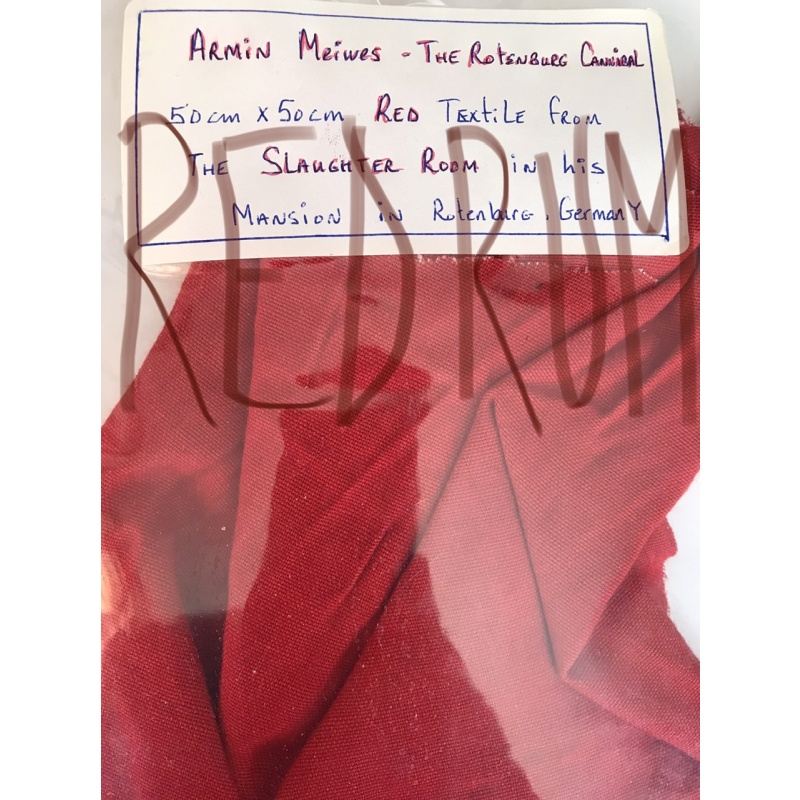 ARMIN MEIWES - THE ROTENBURG CANNIBAL
50cm X 50cm RED TEXTILE FROM
THE SLAUGHTER ROOM IN his
MANSION IN Rotenburg, GermanY
REDRUM